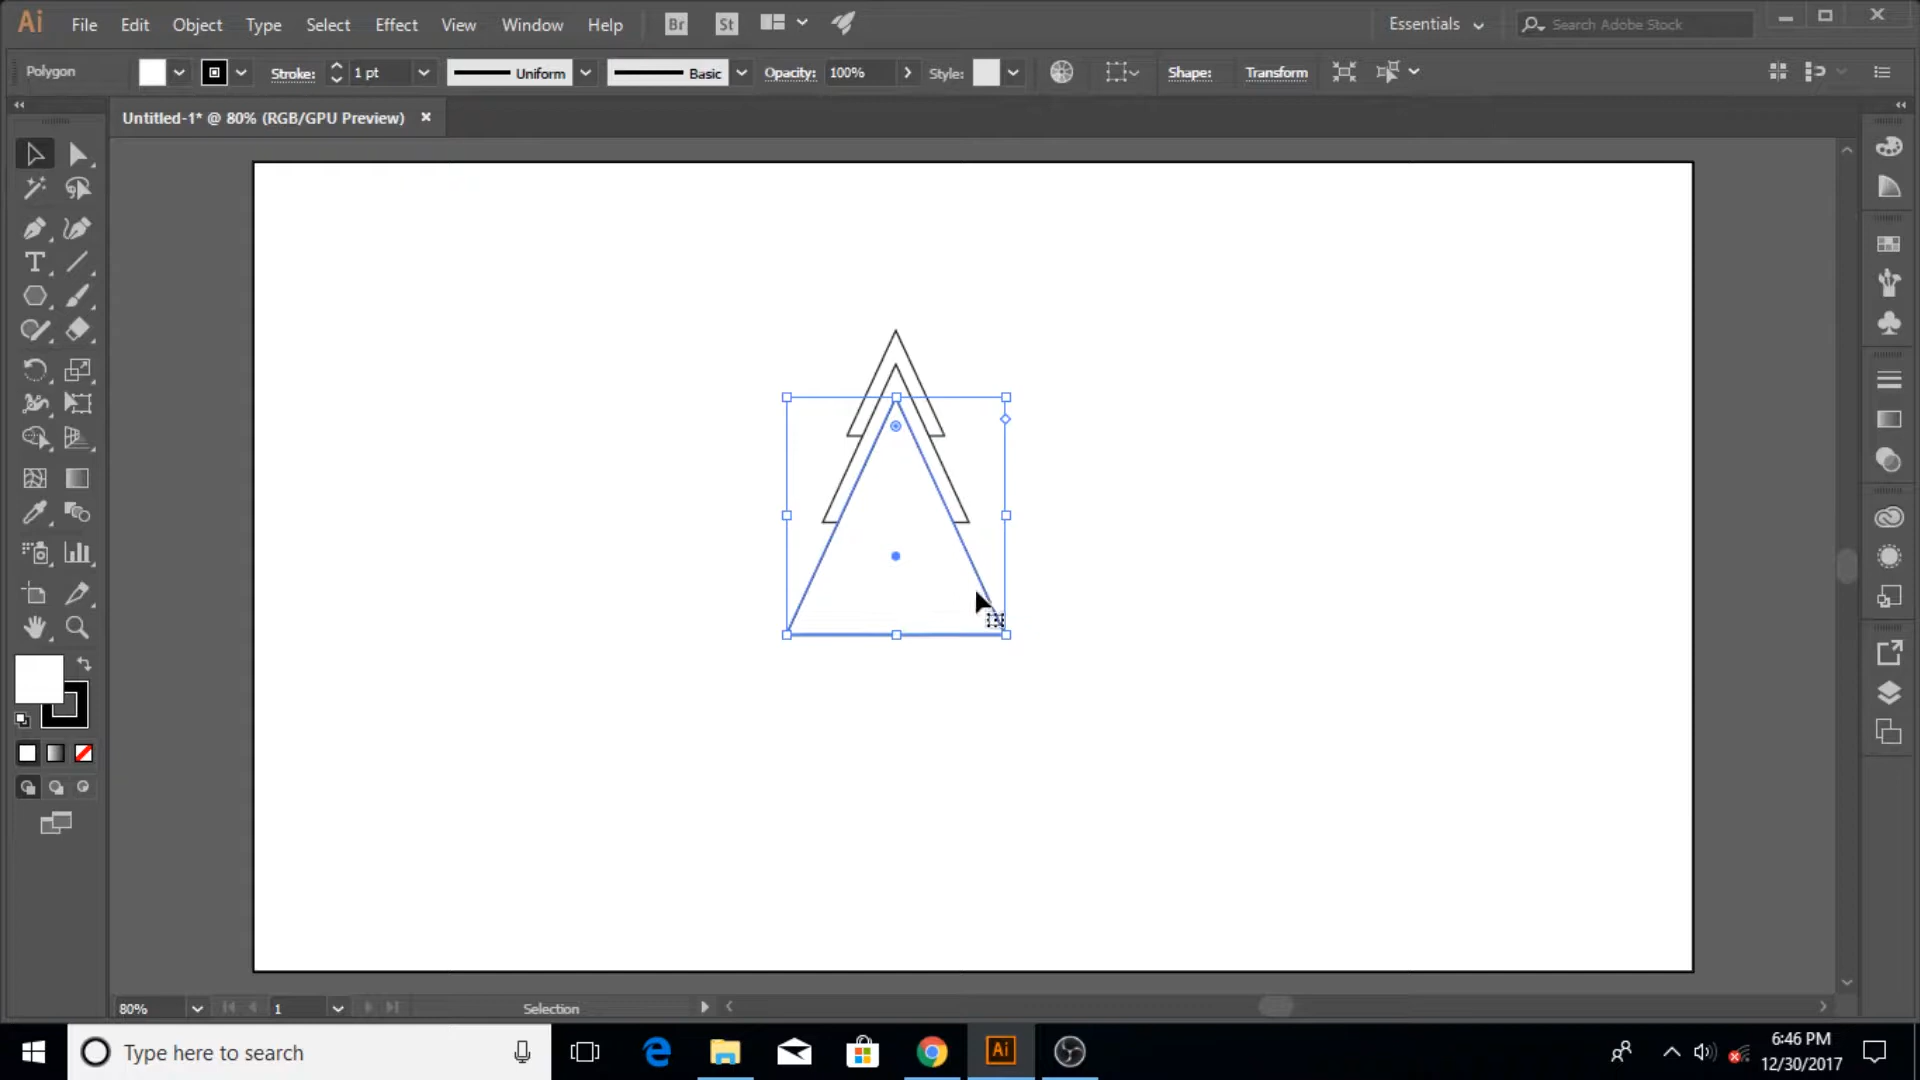 Ai File Edit Object Type Select Effect View Window Help Br St Essentials Search Adobe Stock
Polygon Stroke: 1 pt Uniform Basic Opacity: 100% Style: Shape: Transform
Untitled-1* @ 80% (RGB/GPU Preview)
80% 1 Selection
Type here to search Ai 6:46 PM
12/30/2017